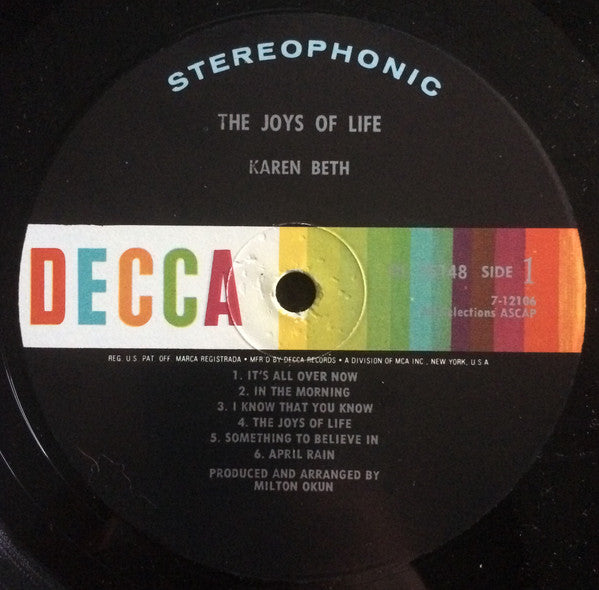 STEREOPHONIC
THE JOYS OF LIFE
KAREN BETH
DECCA
148 SIDE 1
7-12106
elections ASCAP
REG. U.S. PAT. OFF. MARCA REGISTRADA • MFR'D BY DECCA RECORDS • A DIVISION OF MCA INC., NEW YORK, U.S.A
1. IT'S ALL OVER NOW
2. IN THE MORNING
3. I KNOW THAT YOU KNOW
4. THE JOYS OF LIFE
5. SOMETHING TO BELIEVE IN
6. APRIL RAIN
PRODUCED AND ARRANGED BY
MILTON OKUN